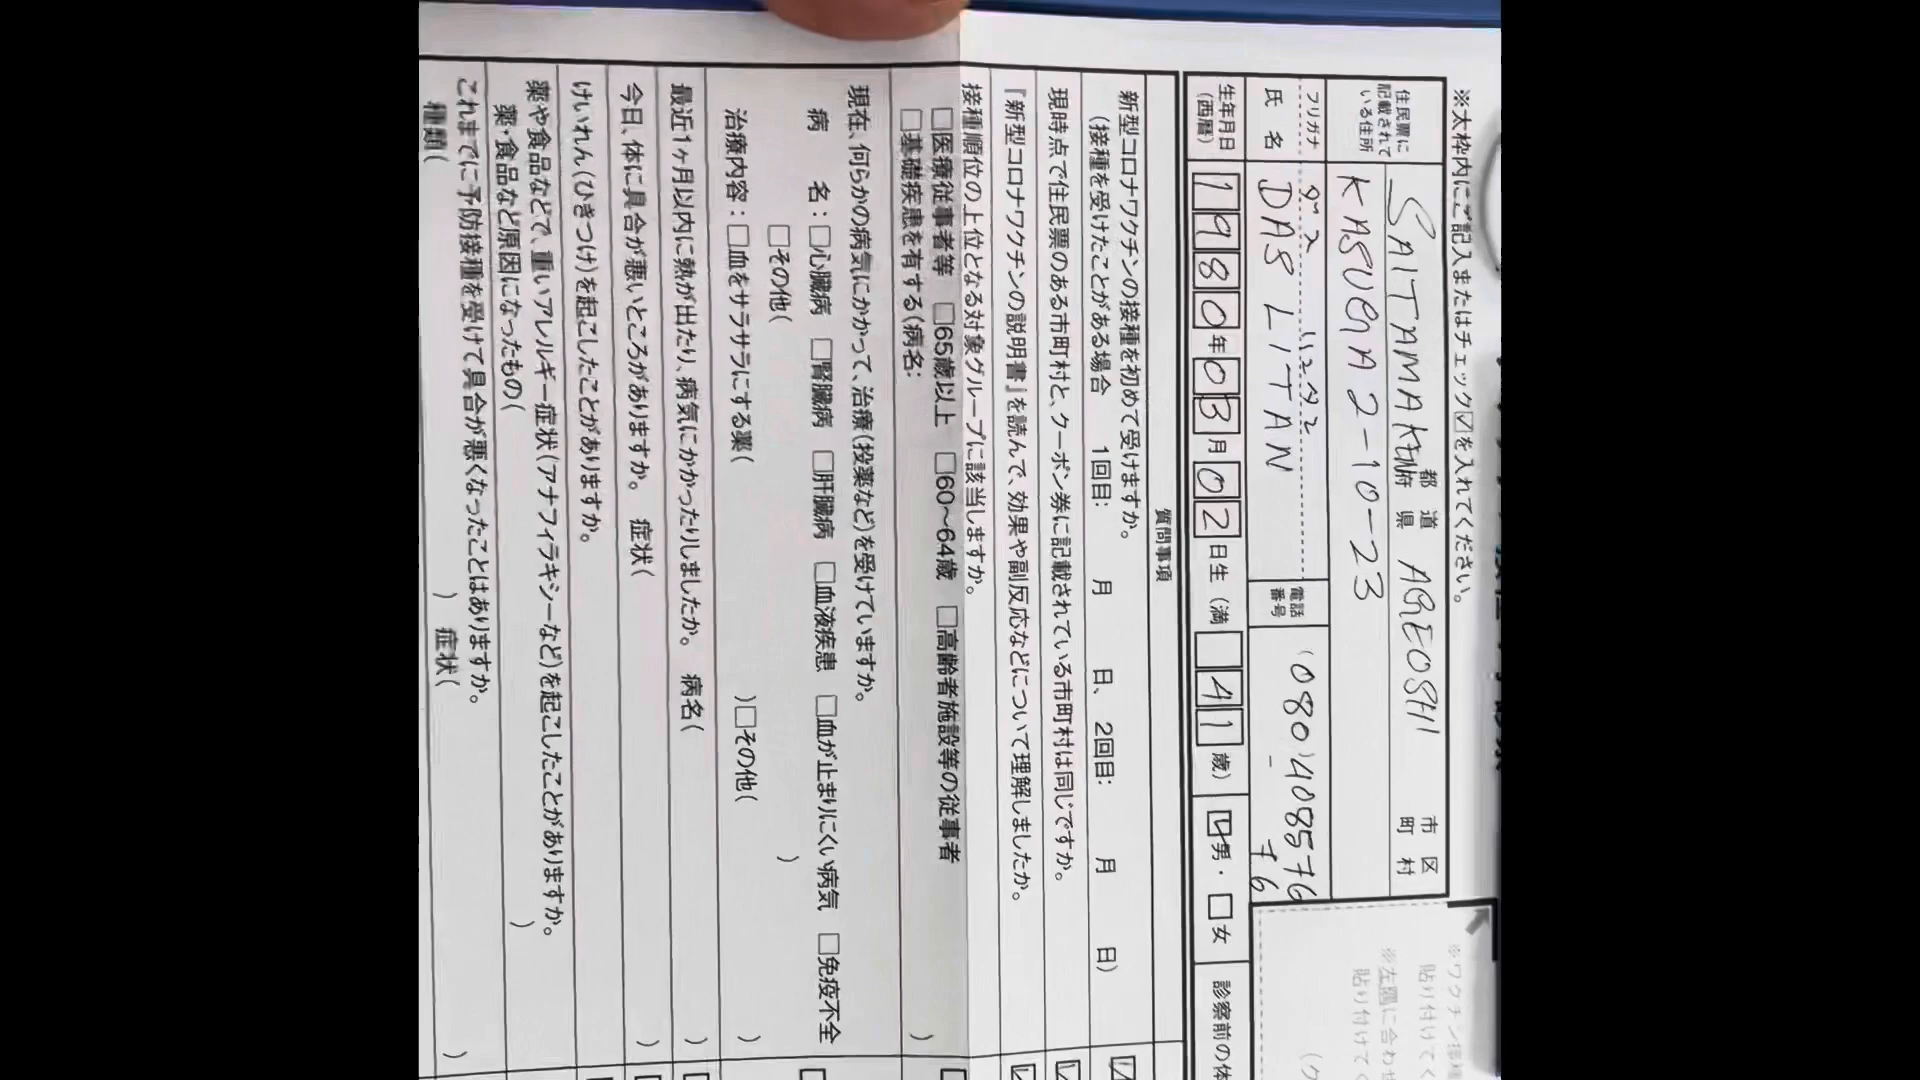 ※太枠内にご記入またはチェック☑を入れてください。
住民票に記載されている住所
SAITAMAKEN 都道府県 AGEOSHI 市区町村
KASUGA 2-10-23
フリガナ ダス リタン
氏名 DAS LITAN
電話番号 (080)4085576
- 76
生年月日(西暦) 1980年03月02日生(満 41歳) ☑男・□女
診察前の体
質問事項
新型コロナワクチンの接種を初めて受けますか。
(接種を受けたことがある場合 1回目: 月 日、2回目: 月 日)
現時点で住民票のある市町村と、クーポン券に記載されている市町村は同じですか。
『新型コロナワクチンの説明書』を読んで、効果や副反応などについて理解しましたか。
接種順位の上位となる対象グループに該当しますか。
□医療従事者等 □65歳以上 □60〜64歳 □高齢者施設等の従事者
□基礎疾患を有する(病名: )
現在、何らかの病気にかかって、治療(投薬など)を受けていますか。
病名:□心臓病 □腎臓病 □肝臓病 □血液疾患 □血が止まりにくい病気 □免疫不全
□その他( )
治療内容:□血をサラサラにする薬( )□その他( )
最近1ヶ月以内に熱が出たり、病気にかかったりしましたか。 病名( )
今日、体に具合が悪いところがありますか。 症状( )
けいれん(ひきつけ)を起こしたことがありますか。
薬や食品などで、重いアレルギー症状(アナフィラキシーなど)を起こしたことがありますか。
薬・食品など原因になったもの( )
これまでに予防接種を受けて具合が悪くなったことはありますか。
種類( ) 症状( )